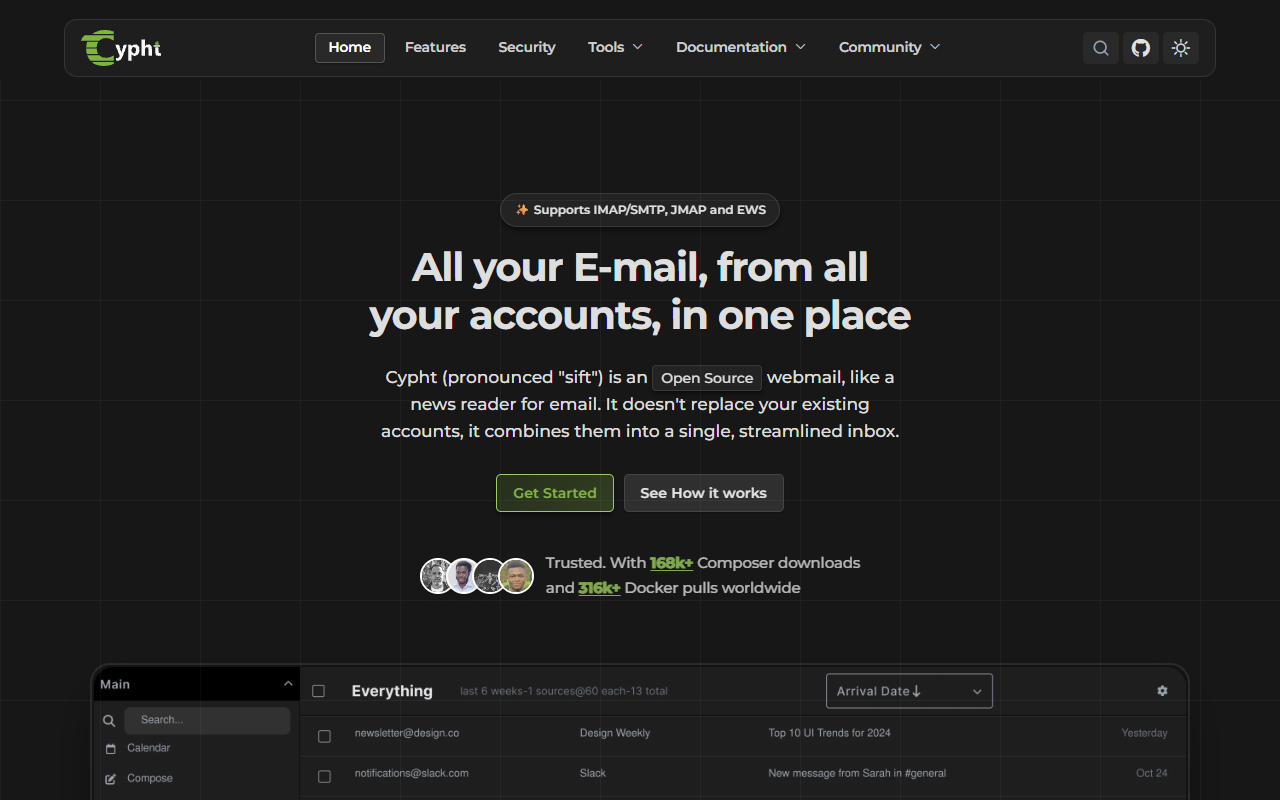 Cypht
Home Features Security Tools Documentation Community
✨ Supports IMAP/SMTP, JMAP and EWS
All your E-mail, from all
your accounts, in one place
Cypht (pronounced "sift") is an Open Source webmail, like a
news reader for email. It doesn't replace your existing
accounts, it combines them into a single, streamlined inbox.
Get Started See How it works
Trusted. With 168k+ Composer downloads
and 316k+ Docker pulls worldwide
Main
Everything last 6 weeks-1 sources@60 each-13 total Arrival Date↓
Search...
newsletter@design.co Design Weekly Top 10 UI Trends for 2024 Yesterday
Calendar
notifications@slack.com Slack New message from Sarah in #general Oct 24
Compose